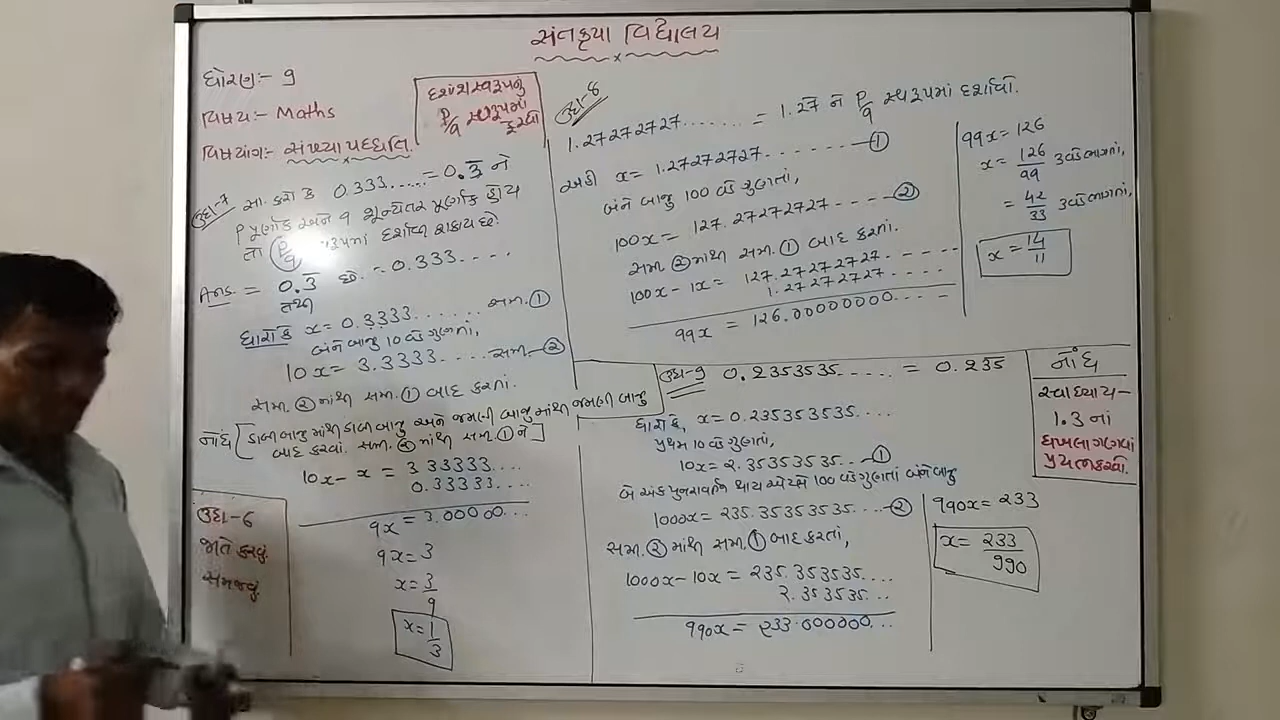 સંતકૃપા વિદ્યાલય
ધોરણ:- 9
વિષય:- Maths
વિષયાંગ:- સંખ્યા પદ્ધતિ.
દશાંશ સ્વરૂપનું
P/q સ્વરૂપમાં
ઉદા-7 સા. કરો કે 0.333..... = 0.3̅ ને
P પૂર્ણાંક અને q શૂન્યેતર પૂર્ણાંક હોય
તો P/q સ્વરૂપમાં દર્શાવી શકાય છે.
Ans. = 0.3̅ છે. = 0.333....
ધારોકે x = 0.3333....... સમ. ①
બંને બાજુ 10 વડે ગુણતાં,
10x = 3.3333..... સમ. ②
સમ. ② માંથી સમ. ① બાદ કરતાં.
નોંધ [ ડાબી બાજુ માંથી ડાબી બાજુ અને જમણી બાજુ માંથી જમણી બાજુ
બાદ કરવી. સમ. ② માંથી સમ. ① ને ]
10x - x = 3.33333....
0.33333....
9x = 3.00000...
9x = 3
x = 3/9
x = 1/3
ઉદા-6
જાતે કરવું.
સમજવું.
ઉદા-8
1.27272727...... = 1.27̅ ને P/q સ્વરૂપમાં દર્શાવો.
અહીં x = 1.27272727....... ①
બંને બાજુ 100 વડે ગુણતાં,
100x = 127.27272727.... ②
સમ. ② માંથી સમ. ① બાદ કરતાં.
100x - 1x = 127.27272727.....
1.27272727.....
99x = 126.00000000....
99x = 126
x = 126/99 3 વડે ભાગતાં,
= 42/33 3 વડે ભાગતાં,
x = 14/11
ઉદા-9 0.2353535..... = 0.235
ધારોકે, x = 0.235353535....
પ્રથમ 10 વડે ગુણતાં,
10x = 2.35353535... ①
બે અંક પુનરાવર્તન થાય એટલે 100 વડે ગુણતાં બંને બાજુ
1000x = 235.35353535.... ②
સમ. ② માંથી સમ. ① બાદ કરતાં,
1000x - 10x = 235.353535....
2.353535...
990x = 233.000000...
990x = 233
x = 233/990
નોંધ
સ્વાધ્યાય -
1.3 નાં
દાખલા ગણવા
પ્રયત્ન કરવો.